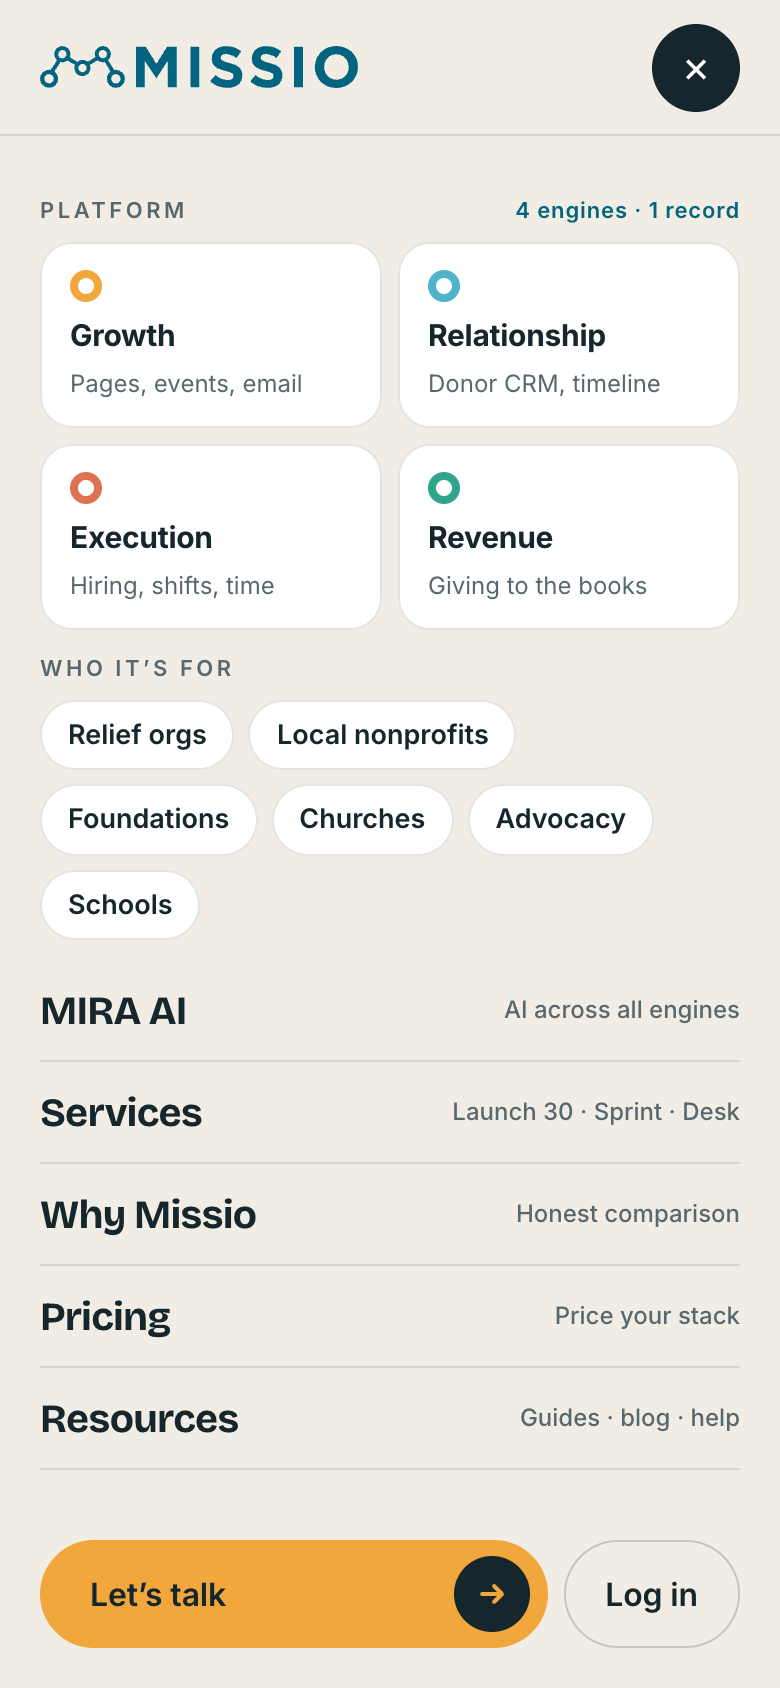 MISSIO
PLATFORM
4 engines · 1 record
Growth
Pages, events, email
Relationship
Donor CRM, timeline
Execution
Hiring, shifts, time
Revenue
Giving to the books
WHO IT’S FOR
Relief orgs
Local nonprofits
Foundations
Churches
Advocacy
Schools
MIRA AI
AI across all engines
Services
Launch 30 · Sprint · Desk
Why Missio
Honest comparison
Pricing
Price your stack
Resources
Guides · blog · help
Let’s talk
Log in